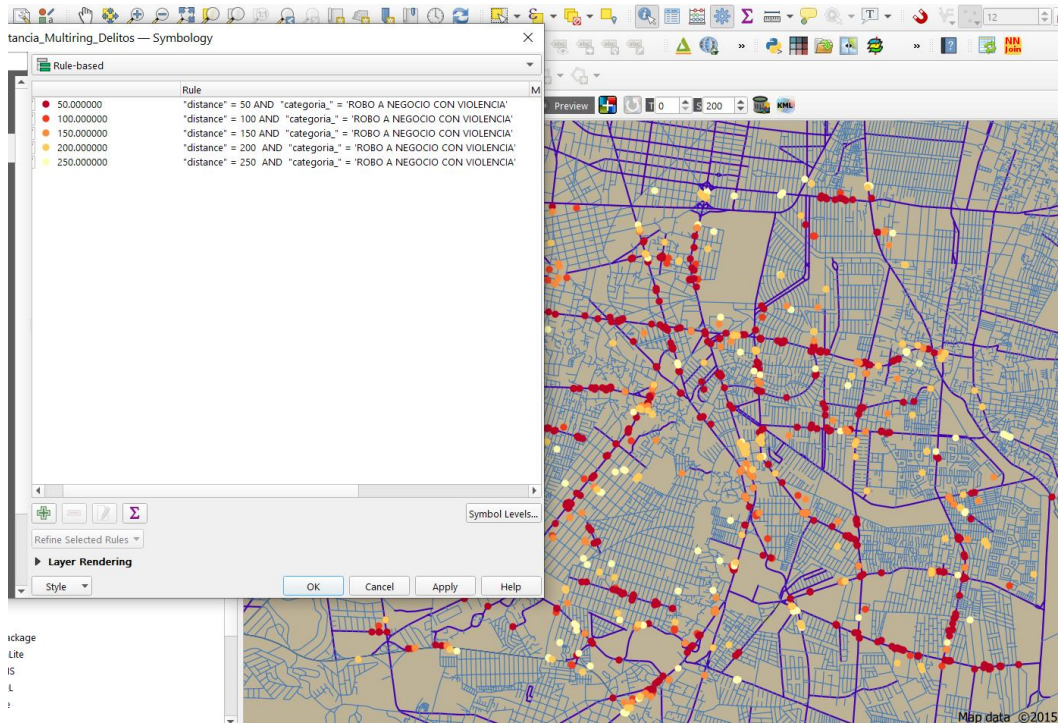 12
NN
Join
tancia_Multiring_Delitos — Symbology
Rule-based
Preview
0
S 200
KML
Rule
M
50.000000 "distance" = 50 AND "categoria_" = 'ROBO A NEGOCIO CON VIOLENCIA'
100.000000 "distance" = 100 AND "categoria_" = 'ROBO A NEGOCIO CON VIOLENCIA'
150.000000 "distance" = 150 AND "categoria_" = 'ROBO A NEGOCIO CON VIOLENCIA'
200.000000 "distance" = 200 AND "categoria_" = 'ROBO A NEGOCIO CON VIOLENCIA'
250.000000 "distance" = 250 AND "categoria_" = 'ROBO A NEGOCIO CON VIOLENCIA'
Symbol Levels...
Refine Selected Rules
Layer Rendering
Style
OK
Cancel
Apply
Help
ackage
Lite
IS
L
e
Map data ©2015